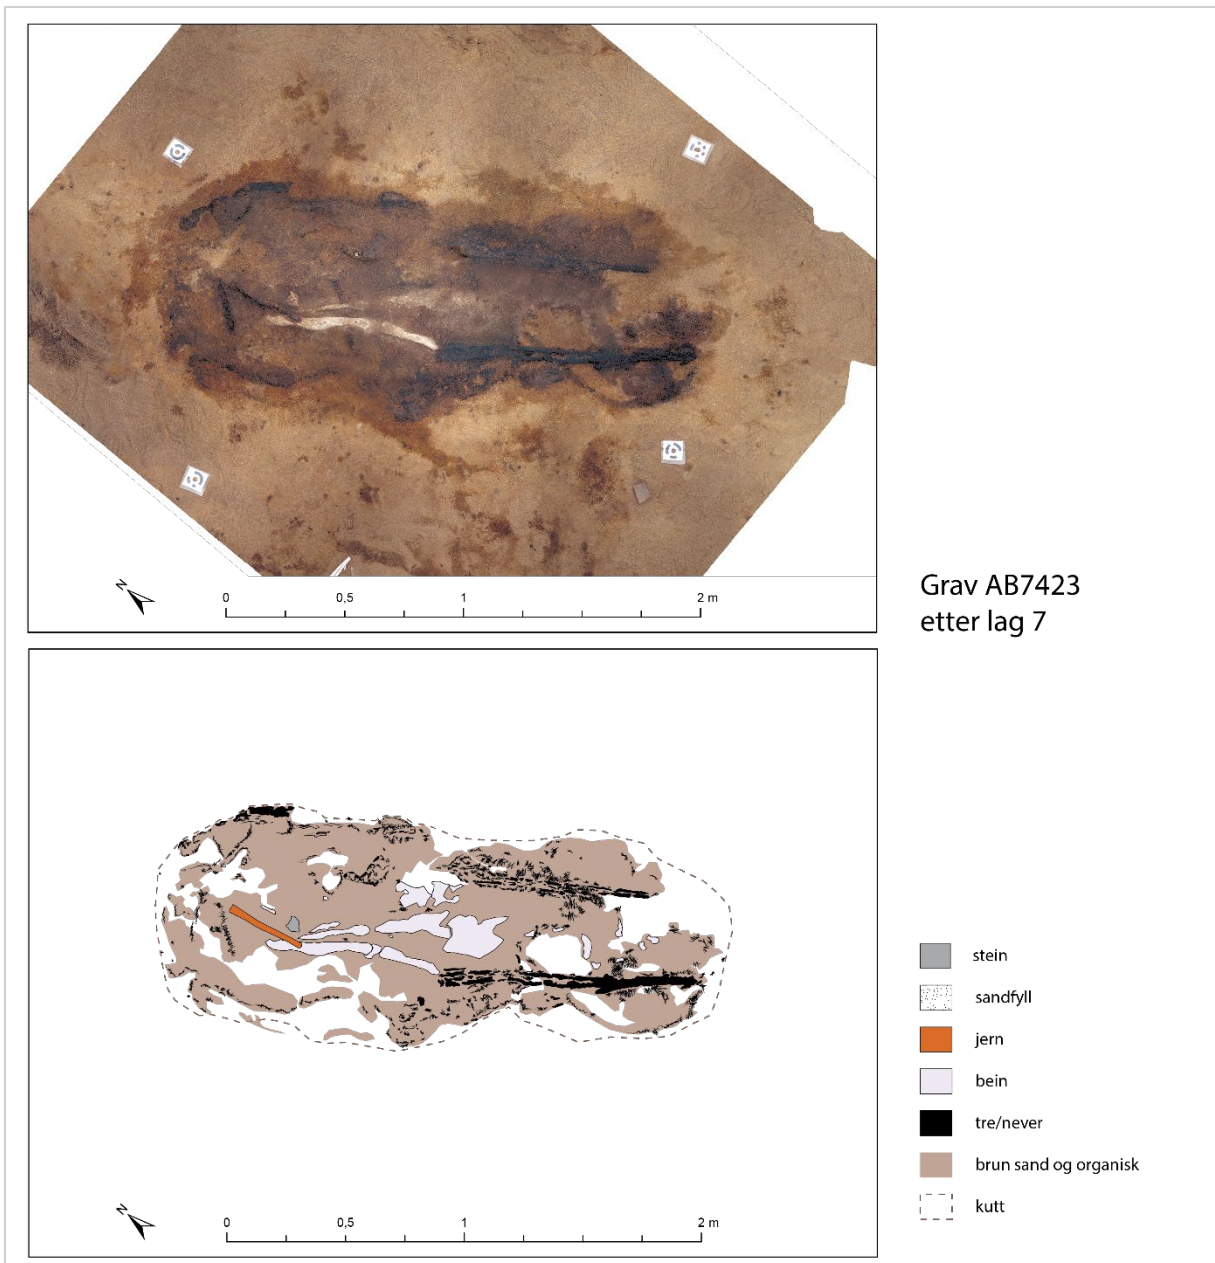 N
0
0,5
1
2 m
Grav AB7423
etter lag 7
stein
sandfyll
jern
bein
tre/never
brun sand og organisk
kutt
N
0
0,5
1
2 m